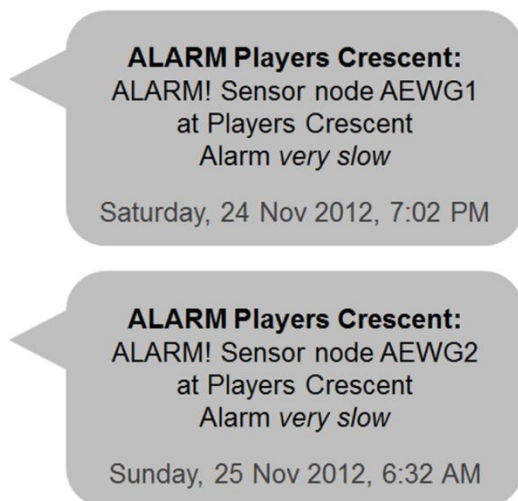 ALARM Players Crescent:
ALARM! Sensor node AEWG1
at Players Crescent
Alarm very slow
Saturday, 24 Nov 2012, 7:02 PM
ALARM Players Crescent:
ALARM! Sensor node AEWG2
at Players Crescent
Alarm very slow
Sunday, 25 Nov 2012, 6:32 AM